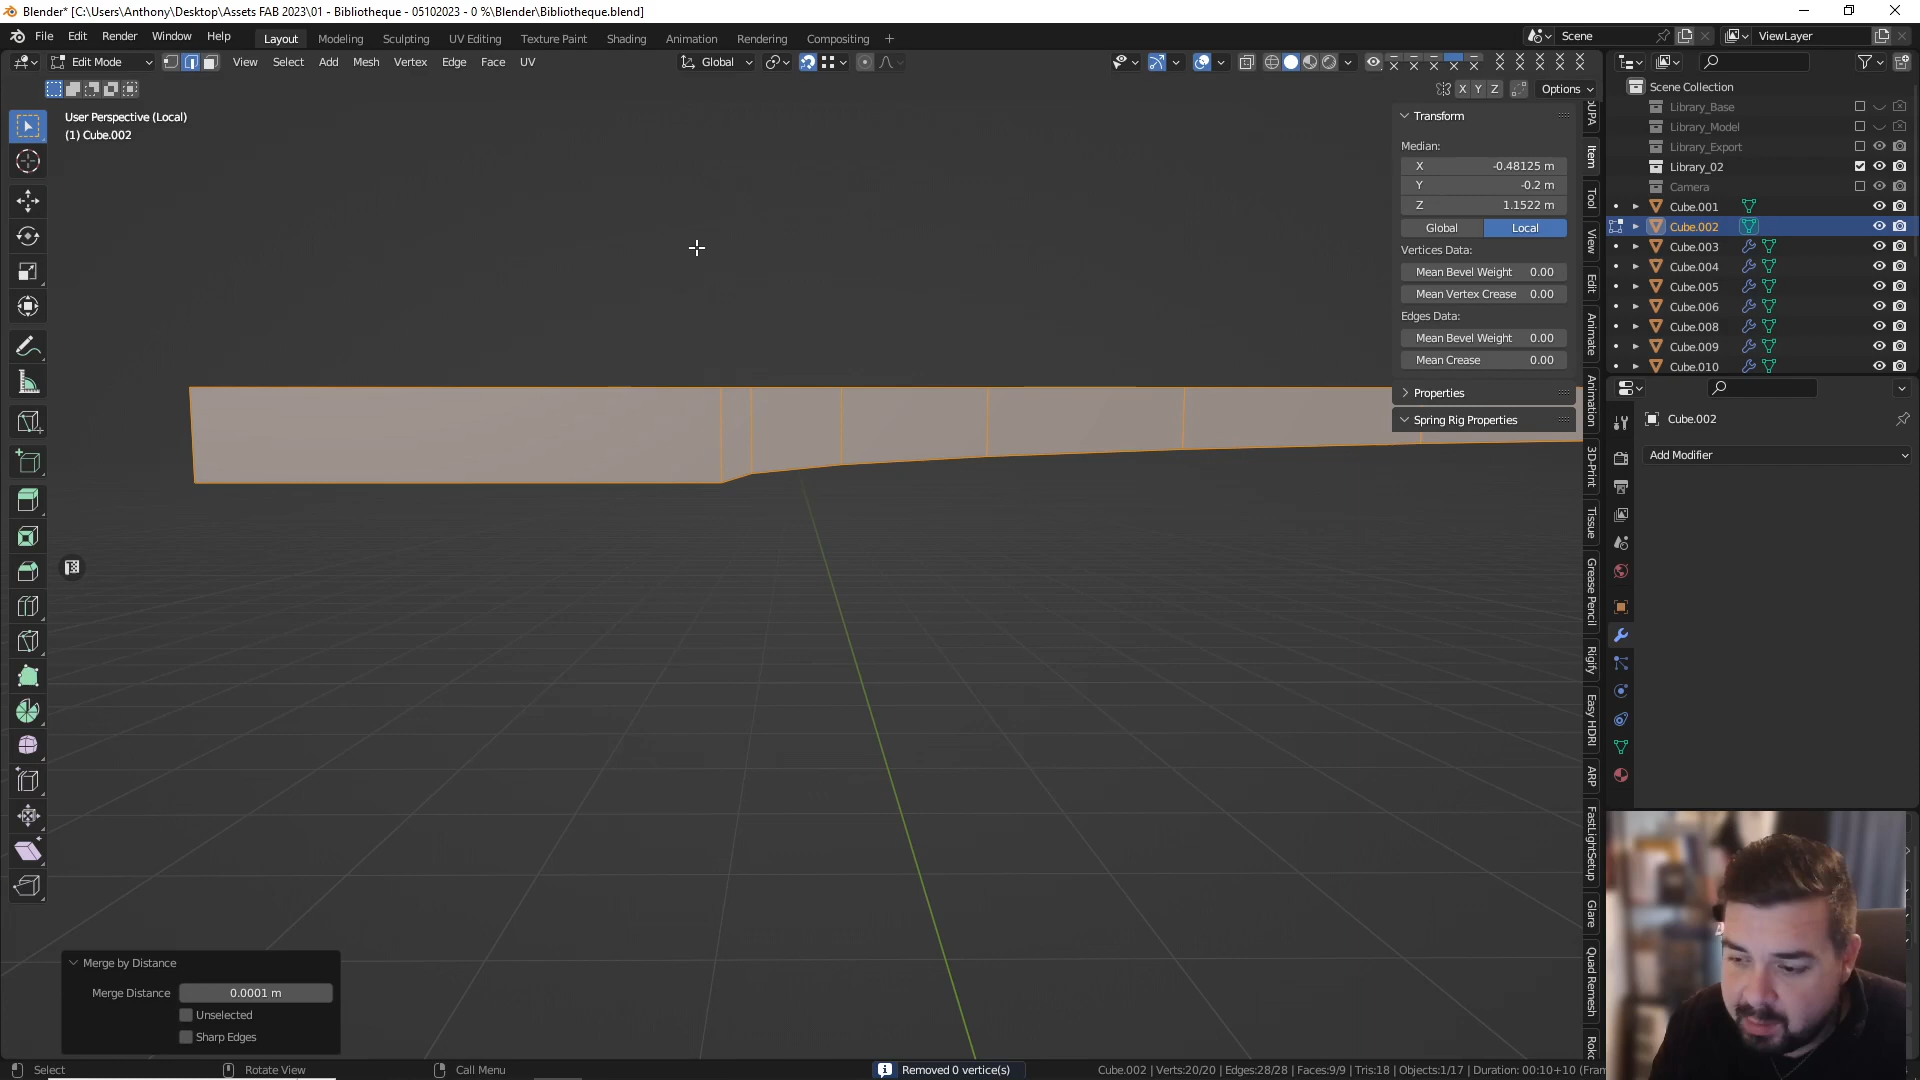 Blender* [C:\Users\Anthony\Desktop\Assets FAB 2023\01 - Bibliotheque - 05102023 - 0 %\Blender\Bibliotheque.blend]
File Edit Render Window Help
Layout Modeling Sculpting UV Editing Texture Paint Shading Animation Rendering Compositing
Scene
ViewLayer
Edit Mode
View Select Add Mesh Vertex Edge Face UV
Global
X Y Z
Options
User Perspective (Local)
(1) Cube.002
Transform
Median:
X -0.48125 m
Y -0.2 m
Z 1.1522 m
Global Local
Vertices Data:
Mean Bevel Weight 0.00
Mean Vertex Crease 0.00
Edges Data:
Mean Bevel Weight 0.00
Mean Crease 0.00
Properties
Spring Rig Properties
Item
Tool
View
Edit
Animate
Animation
3D-Print
Tissue
Grease Pencil
Rigify
Easy HDRI
ARP
FastLightSetup
Glare
Quad Remesh
Scene Collection
Library_Base
Library_Model
Library_Export
Library_02
Camera
Cube.001
Cube.002
Cube.003
Cube.004
Cube.005
Cube.006
Cube.008
Cube.009
Cube.010
Cube.002
Add Modifier
Merge by Distance
Merge Distance 0.0001 m
Unselected
Sharp Edges
Select
Rotate View
Call Menu
Removed 0 vertice(s)
Cube.002 | Verts:20/20 | Edges:28/28 | Faces:9/9 | Tris:18 | Objects:1/17 | Duration: 00:10+10